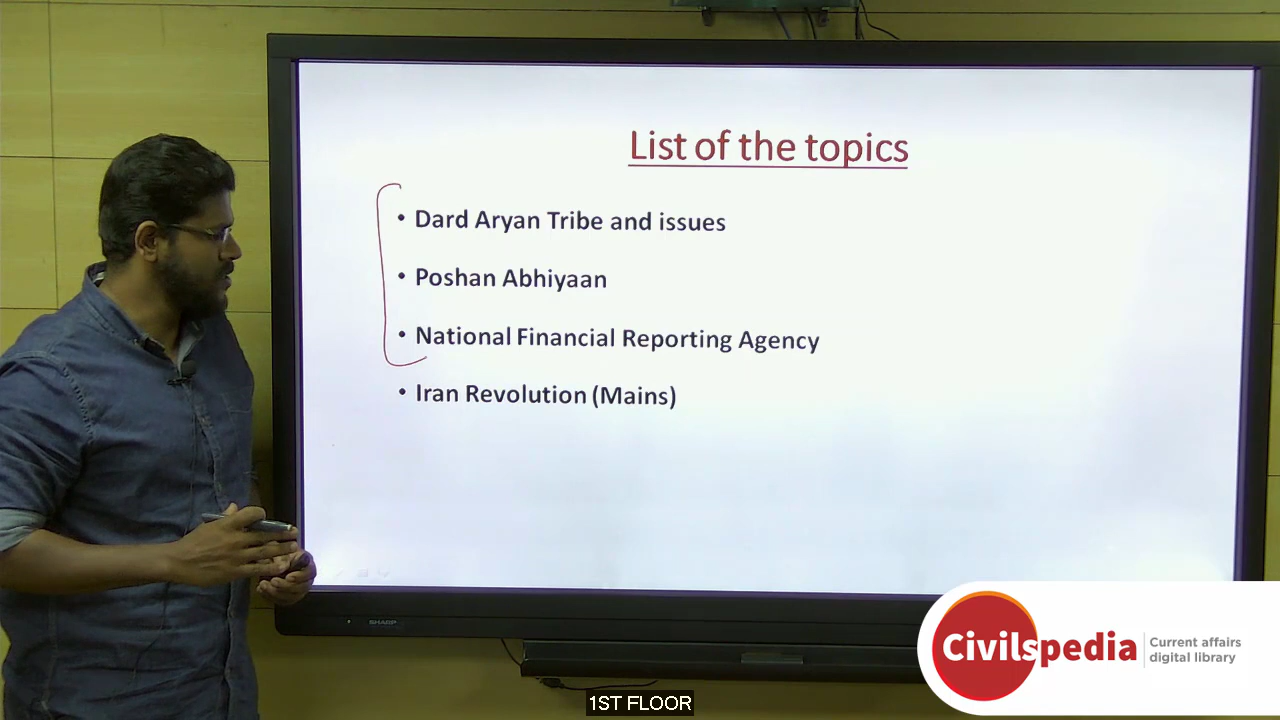 List of the topics
• Dard Aryan Tribe and issues
• Poshan Abhiyaan
• National Financial Reporting Agency
• Iran Revolution (Mains)
SHARP
Civilspedia
Current affairs
digital library
1ST FLOOR